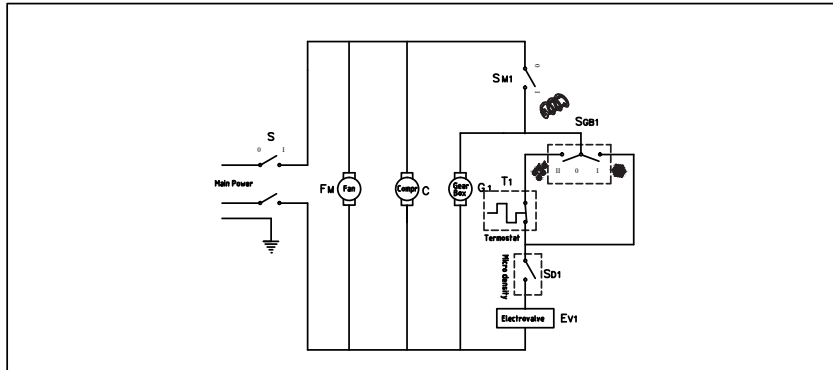 SM1
0
1
SGB1
S
0 I
Main Power
FM
Fan
Compr
C
Gear
Box
G1
T1
II 0 I
Termostat
Micro density
SD1
Electrovalve
EV1